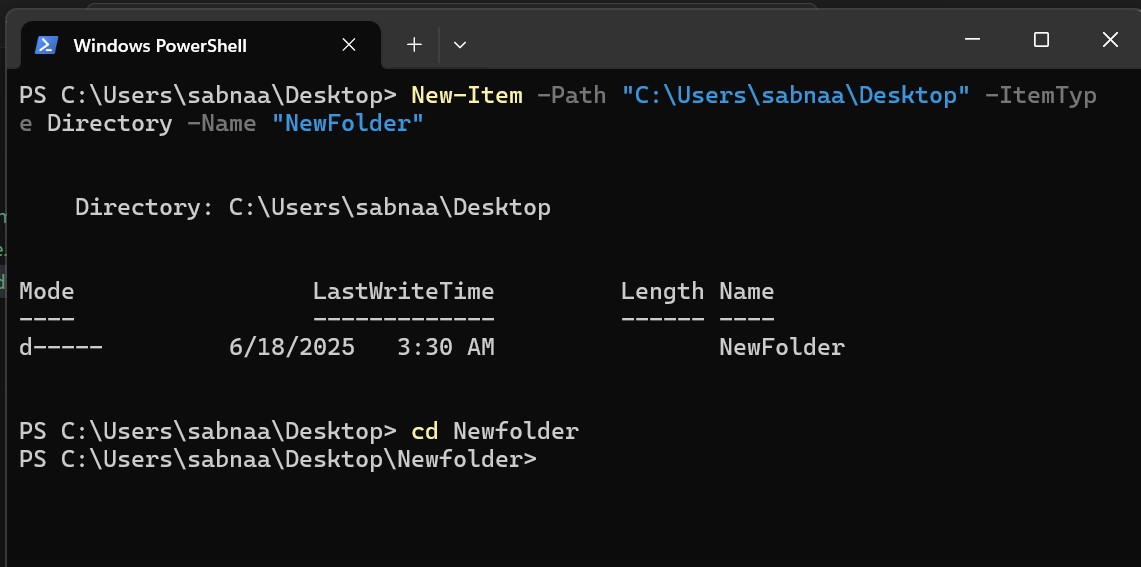 Windows PowerShell
PS C:\Users\sabnaa\Desktop> New-Item -Path "C:\Users\sabnaa\Desktop" -ItemTyp
e Directory -Name "NewFolder"
Directory: C:\Users\sabnaa\Desktop
Mode LastWriteTime Length Name
---- ------------- ------ ----
d----- 6/18/2025 3:30 AM NewFolder
PS C:\Users\sabnaa\Desktop> cd Newfolder
PS C:\Users\sabnaa\Desktop\Newfolder>